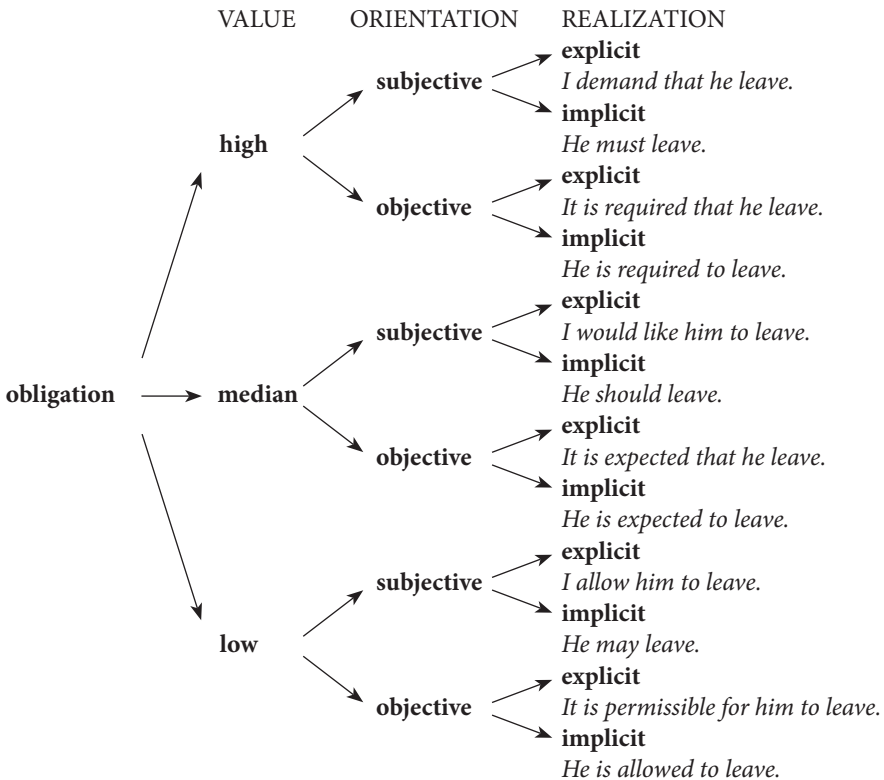 VALUE ORIENTATION REALIZATION
explicit
subjective I demand that he leave.
implicit
high He must leave.
explicit
objective It is required that he leave.
implicit
He is required to leave.
explicit
subjective I would like him to leave.
implicit
obligation median He should leave.
explicit
objective It is expected that he leave.
implicit
He is expected to leave.
explicit
subjective I allow him to leave.
implicit
low He may leave.
explicit
objective It is permissible for him to leave.
implicit
He is allowed to leave.